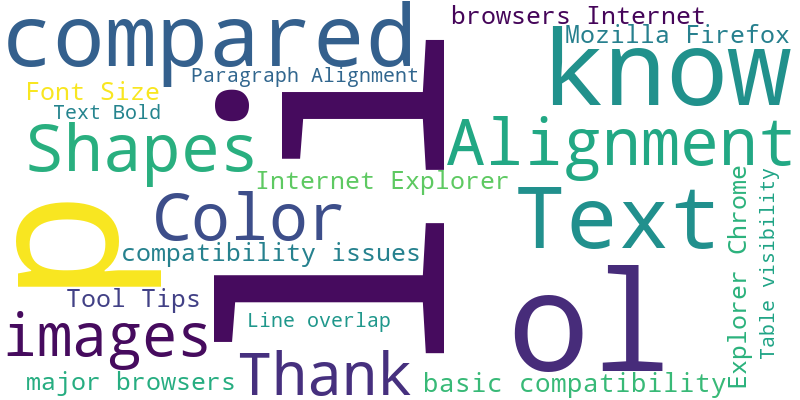 compared
browsers Internet
Mozilla Firefox
know
Paragraph Alignment
Font Size
Text Bold
li
Shapes
Alignment
Internet Explorer
Color
Text
p
compatibility issues
Explorer Chrome
Table visibility
Tool Tips
ol
images
Line overlap
Thank
major browsers
basic compatibility